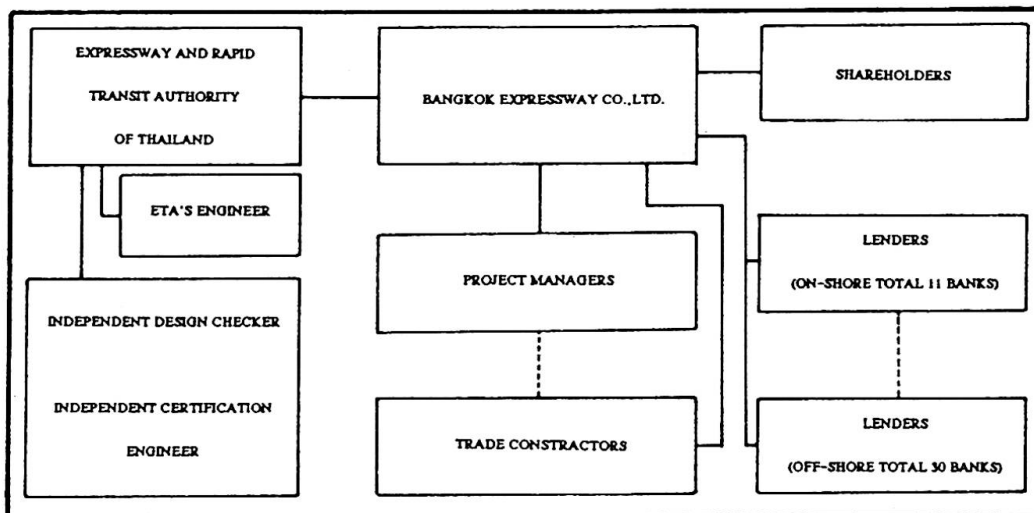 EXPRESSWAY AND RAPID
TRANSIT AUTHORITY
OF THAILAND
BANGKOK EXPRESSWAY CO.,LTD.
SHAREHOLDERS
ETA'S ENGINEER
PROJECT MANAGERS
LENDERS
(ON-SHORE TOTAL 11 BANKS)
INDEPENDENT DESIGN CHECKER
INDEPENDENT CERTIFICATION
ENGINEER
TRADE CONSTRACTORS
LENDERS
(OFF-SHORE TOTAL 30 BANKS)